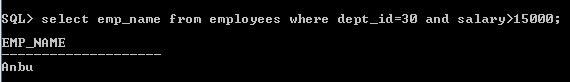 SQL> select emp_name from employees where dept_id=30 and salary>15000;
EMP_NAME
--------------------
Anbu